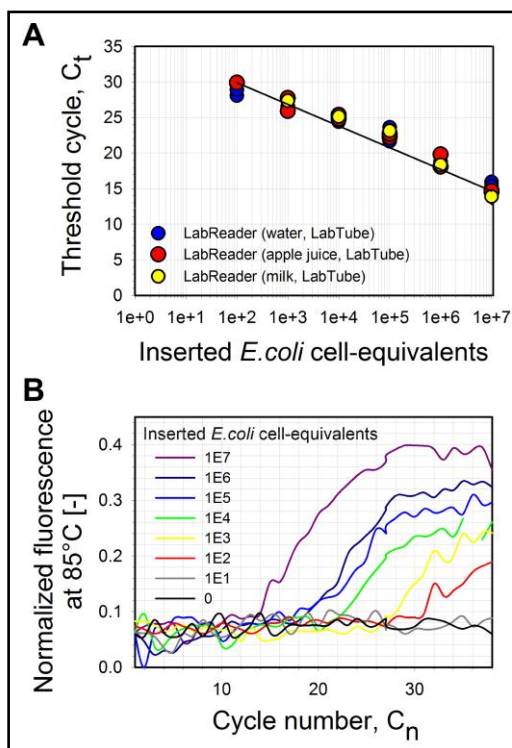 A
35
30
25
20
15
10
5
0
Threshold cycle, Ct
LabReader (water, LabTube)
LabReader (apple juice, LabTube)
LabReader (milk, LabTube)
1e+0 1e+1 1e+2 1e+3 1e+4 1e+5 1e+6 1e+7
Inserted E.coli cell-equivalents
B
Normalized fluorescence
at 85°C [-]
0.4
0.3
0.2
0.1
0.0
Inserted E.coli cell-equivalents
1E7
1E6
1E5
1E4
1E3
1E2
1E1
0
10 20 30
Cycle number, Cn